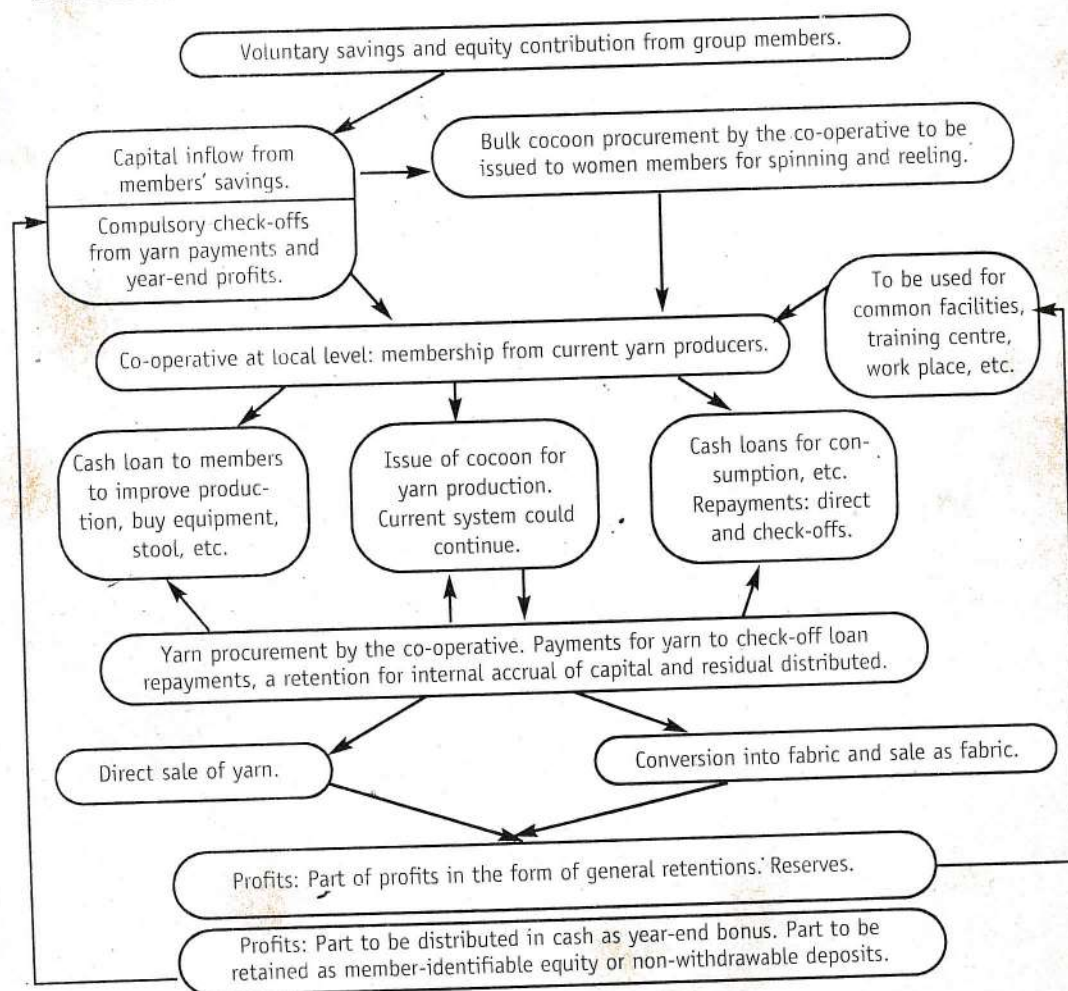 Voluntary savings and equity contribution from group members.
Capital inflow from
members' savings.
Compulsory check-offs
from yarn payments and
year-end profits.
Bulk cocoon procurement by the co-operative to be
issued to women members for spinning and reeling.
To be used for
common facilities,
training centre,
work place, etc.
Co-operative at local level: membership from current yarn producers.
Cash loan to members
to improve produc-
tion, buy equipment,
stool, etc.
Issue of cocoon for
yarn production.
Current system could
continue.
Cash loans for con-
sumption, etc.
Repayments: direct
and check-offs.
Yarn procurement by the co-operative. Payments for yarn to check-off loan
repayments, a retention for internal accrual of capital and residual distributed.
Direct sale of yarn.
Conversion into fabric and sale as fabric.
Profits: Part of profits in the form of general retentions. Reserves.
Profits: Part to be distributed in cash as year-end bonus. Part to be
retained as member-identifiable equity or non-withdrawable deposits.